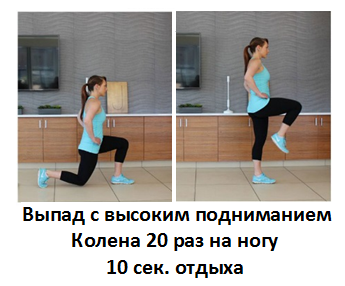 Выпад с высоким подниманием
Колена 20 раз на ногу
10 сек. отдыха